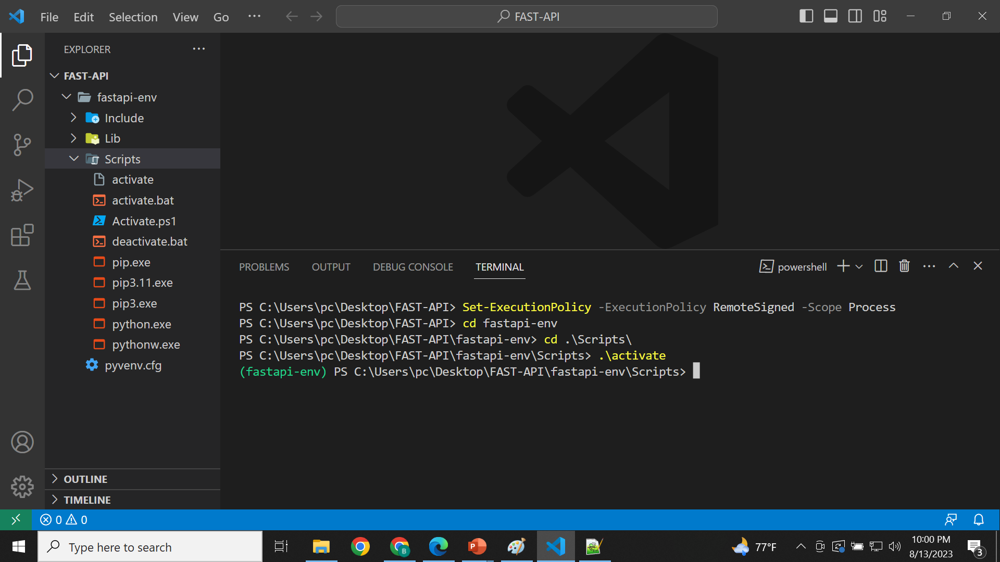 File Edit Selection View Go ···
FAST-API
EXPLORER ···
FAST-API
fastapi-env
Include
Lib
Scripts
activate
activate.bat
Activate.ps1
deactivate.bat
pip.exe
pip3.11.exe
pip3.exe
python.exe
pythonw.exe
pyvenv.cfg
OUTLINE
TIMELINE
PROBLEMS OUTPUT DEBUG CONSOLE TERMINAL
powershell
PS C:\Users\pc\Desktop\FAST-API> Set-ExecutionPolicy -ExecutionPolicy RemoteSigned -Scope Process
PS C:\Users\pc\Desktop\FAST-API> cd fastapi-env
PS C:\Users\pc\Desktop\FAST-API\fastapi-env> cd .\Scripts\
PS C:\Users\pc\Desktop\FAST-API\fastapi-env\Scripts> .\activate
(fastapi-env) PS C:\Users\pc\Desktop\FAST-API\fastapi-env\Scripts>
0 0
Type here to search
B
P
77°F
10:00 PM
8/13/2023
3